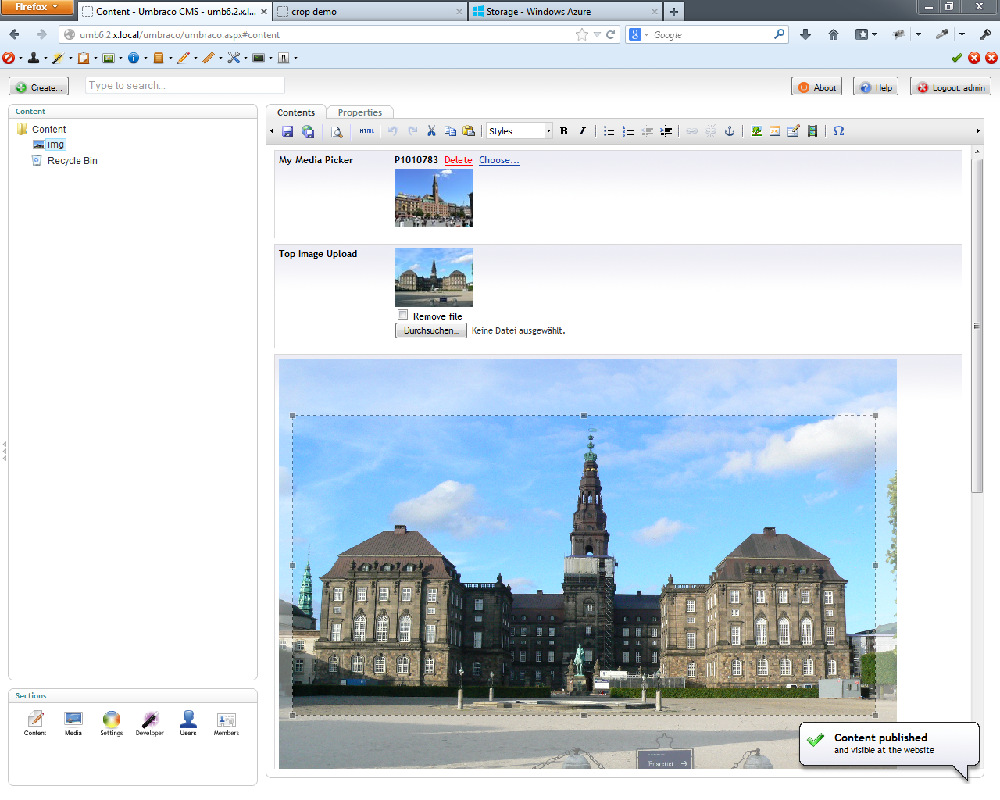 Firefox
Content - Umbraco CMS - umb6.2.x.l...
crop demo
Storage - Windows Azure
umb6.2.x.local/umbraco/umbraco.aspx#content
Google
Create...
Type to search...
About
Help
Logout: admin
Content
Content
img
Recycle Bin
Contents
Properties
HTML
Styles
B
I
Ω
My Media Picker
P1010783 Delete Choose...
Top Image Upload
Remove file
Durchsuchen...
Keine Datei ausgewählt.
Ensrettet
Sections
Content
Media
Settings
Developer
Users
Members
Content published
and visible at the website